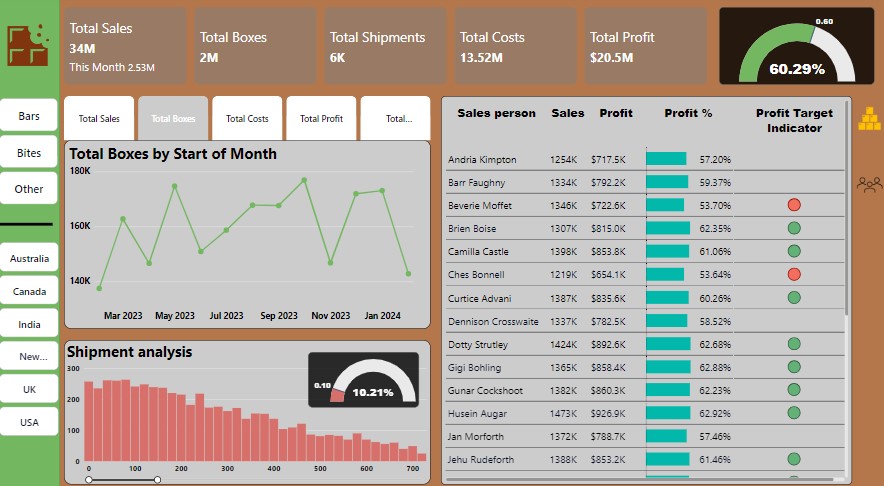 Total Sales
34M
This Month 2.53M
Total Boxes
2M
Total Shipments
6K
Total Costs
13.52M
Total Profit
$20.5M
0.60
60.29%
Bars
Bites
Other
Australia
Canada
India
New...
UK
USA
Total Sales
Total Boxes
Total Costs
Total Profit
Total...
Total Boxes by Start of Month
180K
160K
140K
Mar 2023 May 2023 Jul 2023 Sep 2023 Nov 2023 Jan 2024
Shipment analysis
300
200
100
0
0 100 200 300 400 500 600 700
0.10
10.21%
Sales person Sales Profit Profit % Profit Target
Indicator
Andria Kimpton 1254K $717.5K 57.20%
Barr Faughny 1334K $792.2K 59.37%
Beverie Moffet 1346K $722.6K 53.70%
Brien Boise 1307K $815.0K 62.35%
Camilla Castle 1398K $853.8K 61.06%
Ches Bonnell 1219K $654.1K 53.64%
Curtice Advani 1387K $835.6K 60.26%
Dennison Crosswaite 1337K $782.5K 58.52%
Dotty Strutley 1424K $892.6K 62.68%
Gigi Bohling 1365K $858.4K 62.88%
Gunar Cockshoot 1382K $860.3K 62.23%
Husein Augar 1473K $926.9K 62.92%
Jan Morforth 1372K $788.7K 57.46%
Jehu Rudeforth 1388K $853.2K 61.46%